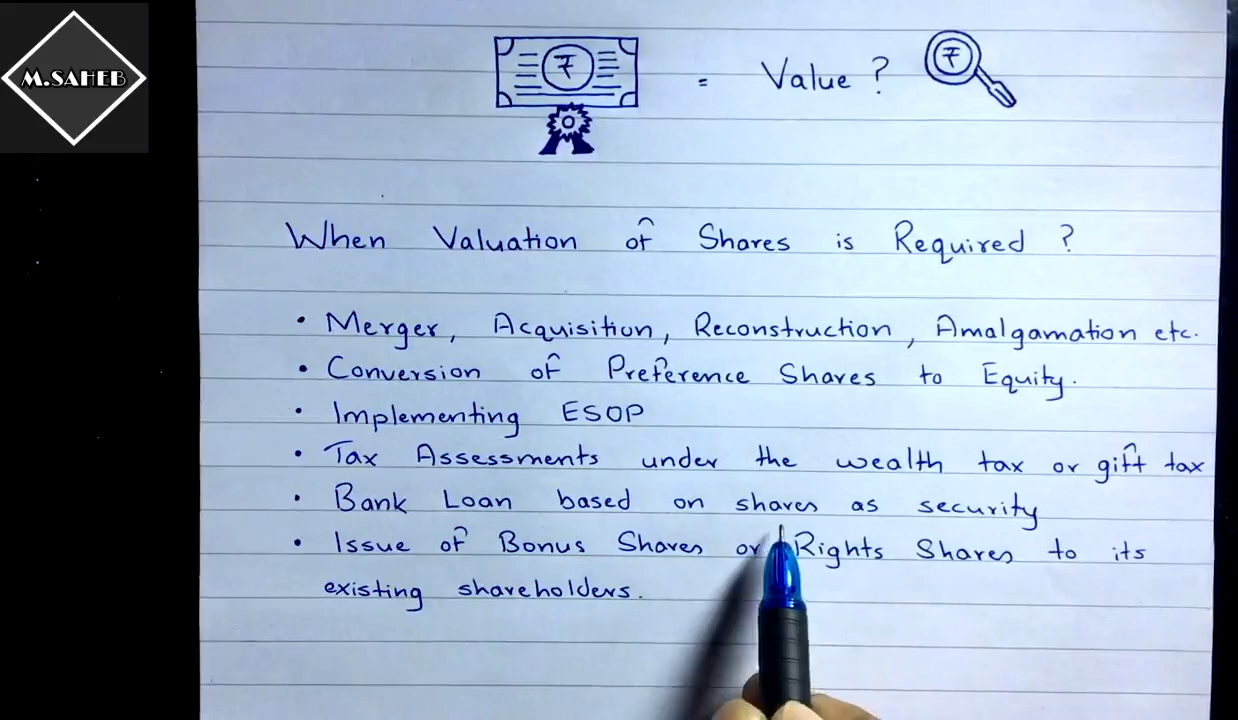 M.SAHEB
₹ = Value ? ₹
When Valuation of Shares is Required ?
• Merger, Acquisition, Reconstruction, Amalgamation etc.
• Conversion of Preference Shares to Equity.
• Implementing ESOP
• Tax Assessments under the wealth tax or gift tax
• Bank Loan based on shares as security
• Issue of Bonus Shares or Rights Shares to its
existing shareholders.